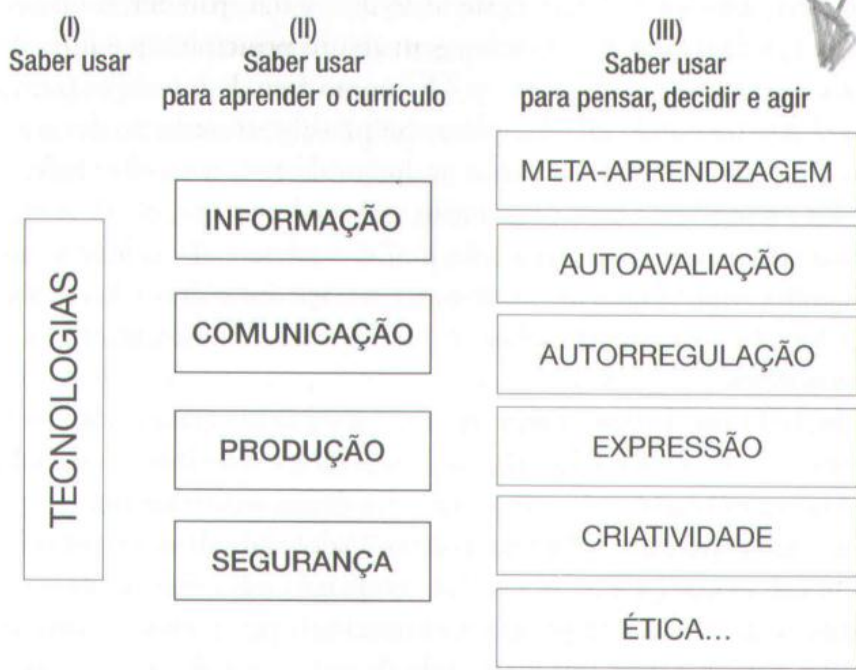 (I)
Saber usar
(II)
Saber usar
para aprender o currículo
(III)
Saber usar
para pensar, decidir e agir
TECNOLOGIAS
INFORMAÇÃO
COMUNICAÇÃO
PRODUÇÃO
SEGURANÇA
META-APRENDIZAGEM
AUTOAVALIAÇÃO
AUTORREGULAÇÃO
EXPRESSÃO
CRIATIVIDADE
ÉTICA...